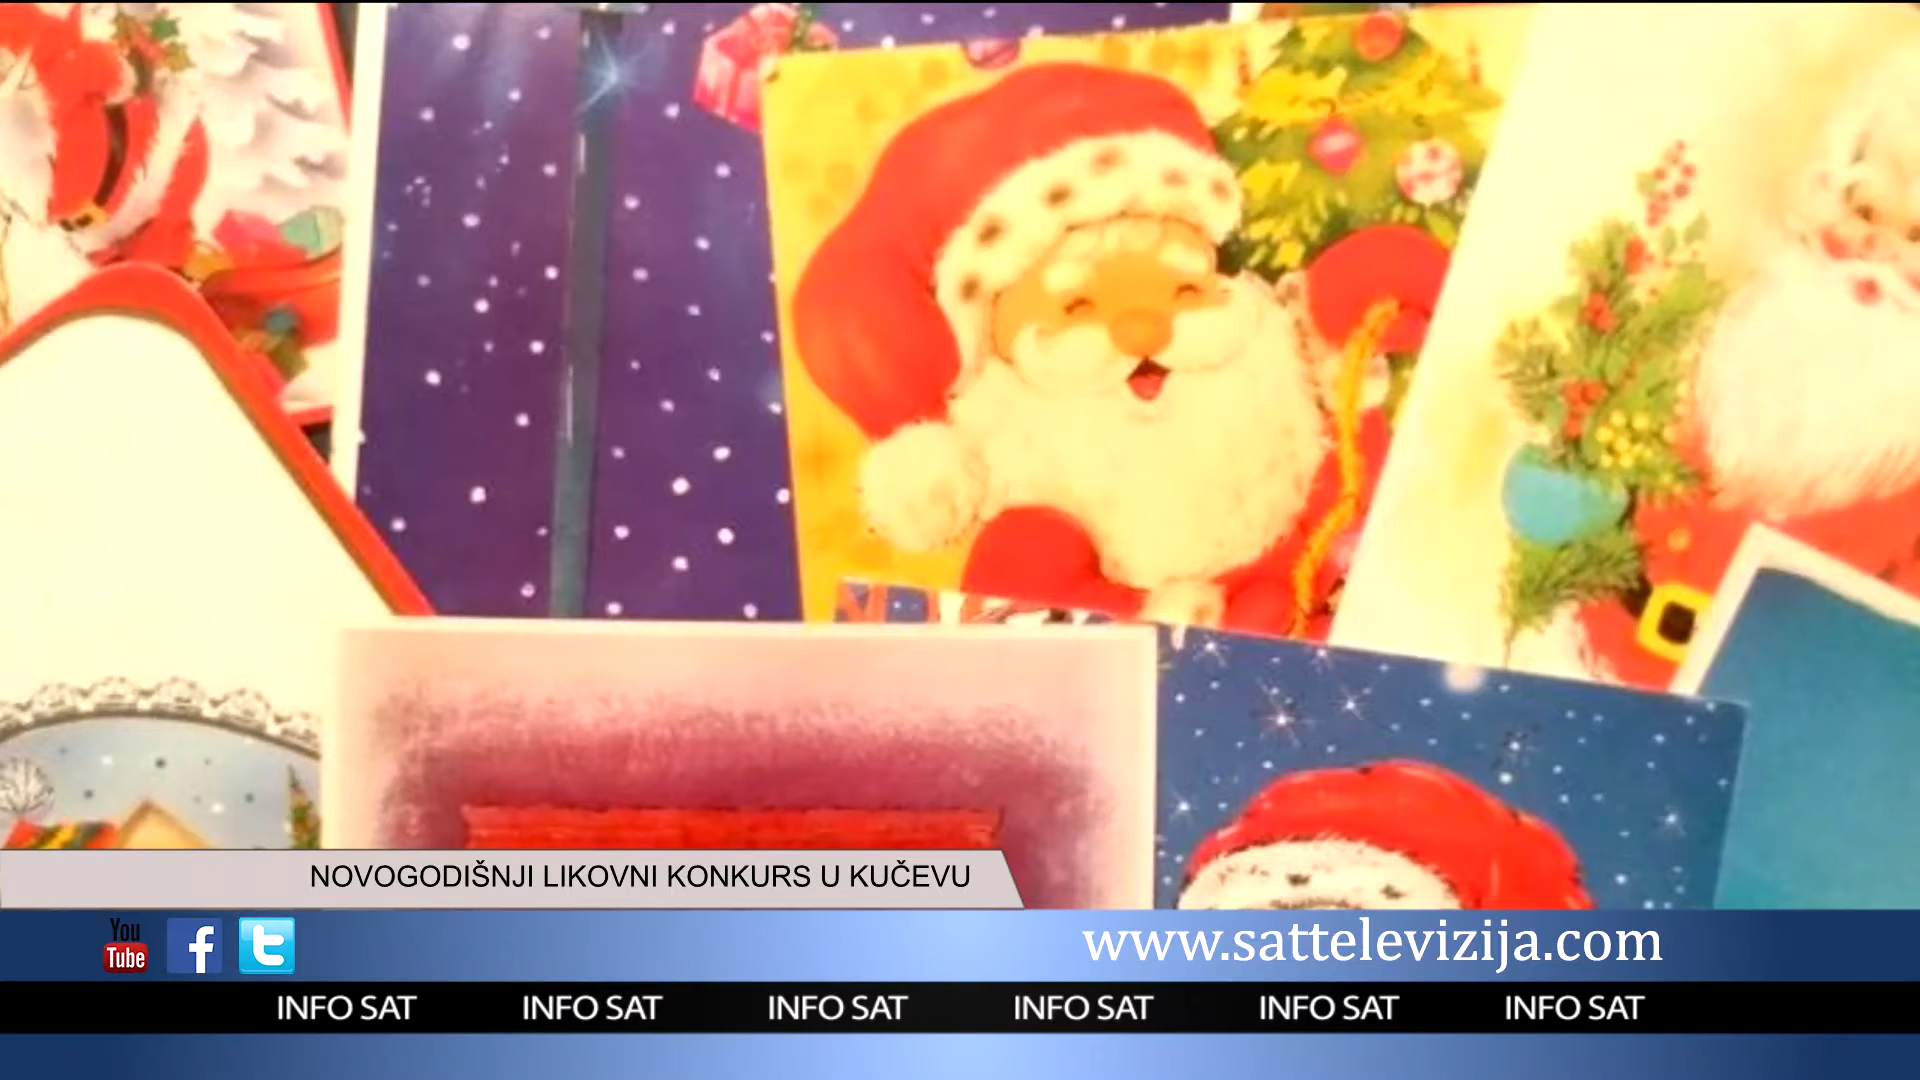 NOVOGODIŠNJI LIKOVNI KONKURS U KUČEVU
You
Tube
www.sattelevizija.com
INFO SAT INFO SAT INFO SAT INFO SAT INFO SAT INFO SAT